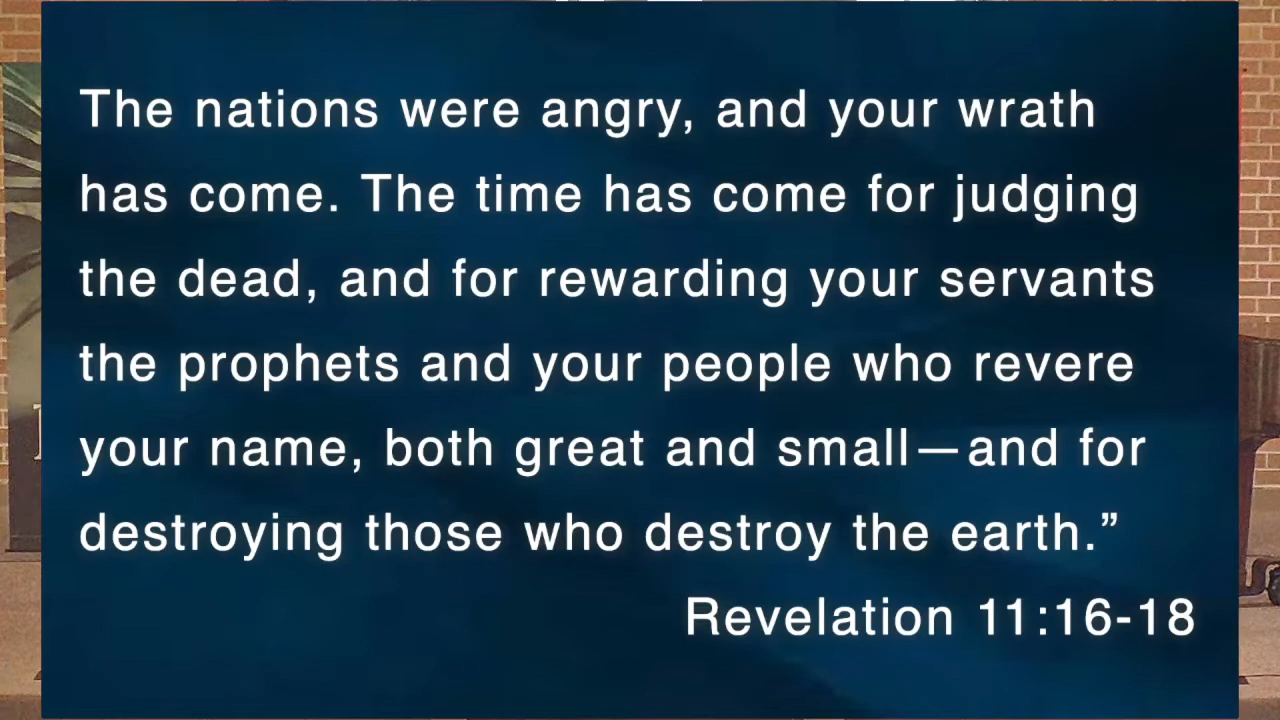 The nations were angry, and your wrath
has come. The time has come for judging
the dead, and for rewarding your servants
the prophets and your people who revere
your name, both great and small—and for
destroying those who destroy the earth.”
Revelation 11:16-18